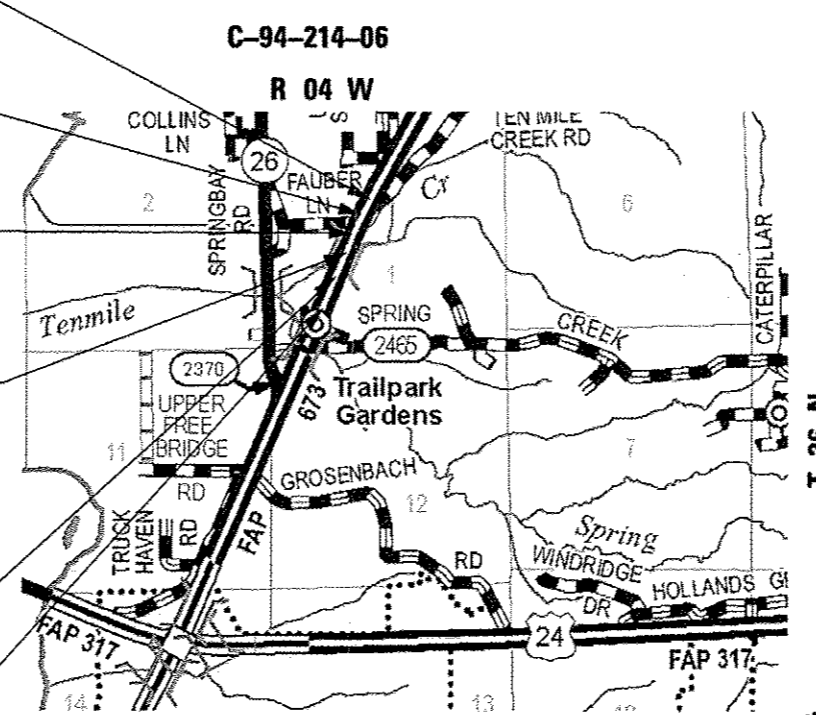 C–94–214–06
R 04 W
COLLINS
LN
TEN MILE
CREEK RD
26
FAUBER
LN
Cr
2
6
SPRINGBAY
RD
CATERPILLAR
1
Tenmile
SPRING
CREEK
2465
2370
673
Trailpark
Gardens
UPPER
FREE
BRIDGE
RD
11
7
GROSENBACH
12
RD
TRUCK
HAVEN
RD
FAP
Spring
WINDRIDGE
DR
HOLLANDS
FAP 317
24
FAP 317
14
13